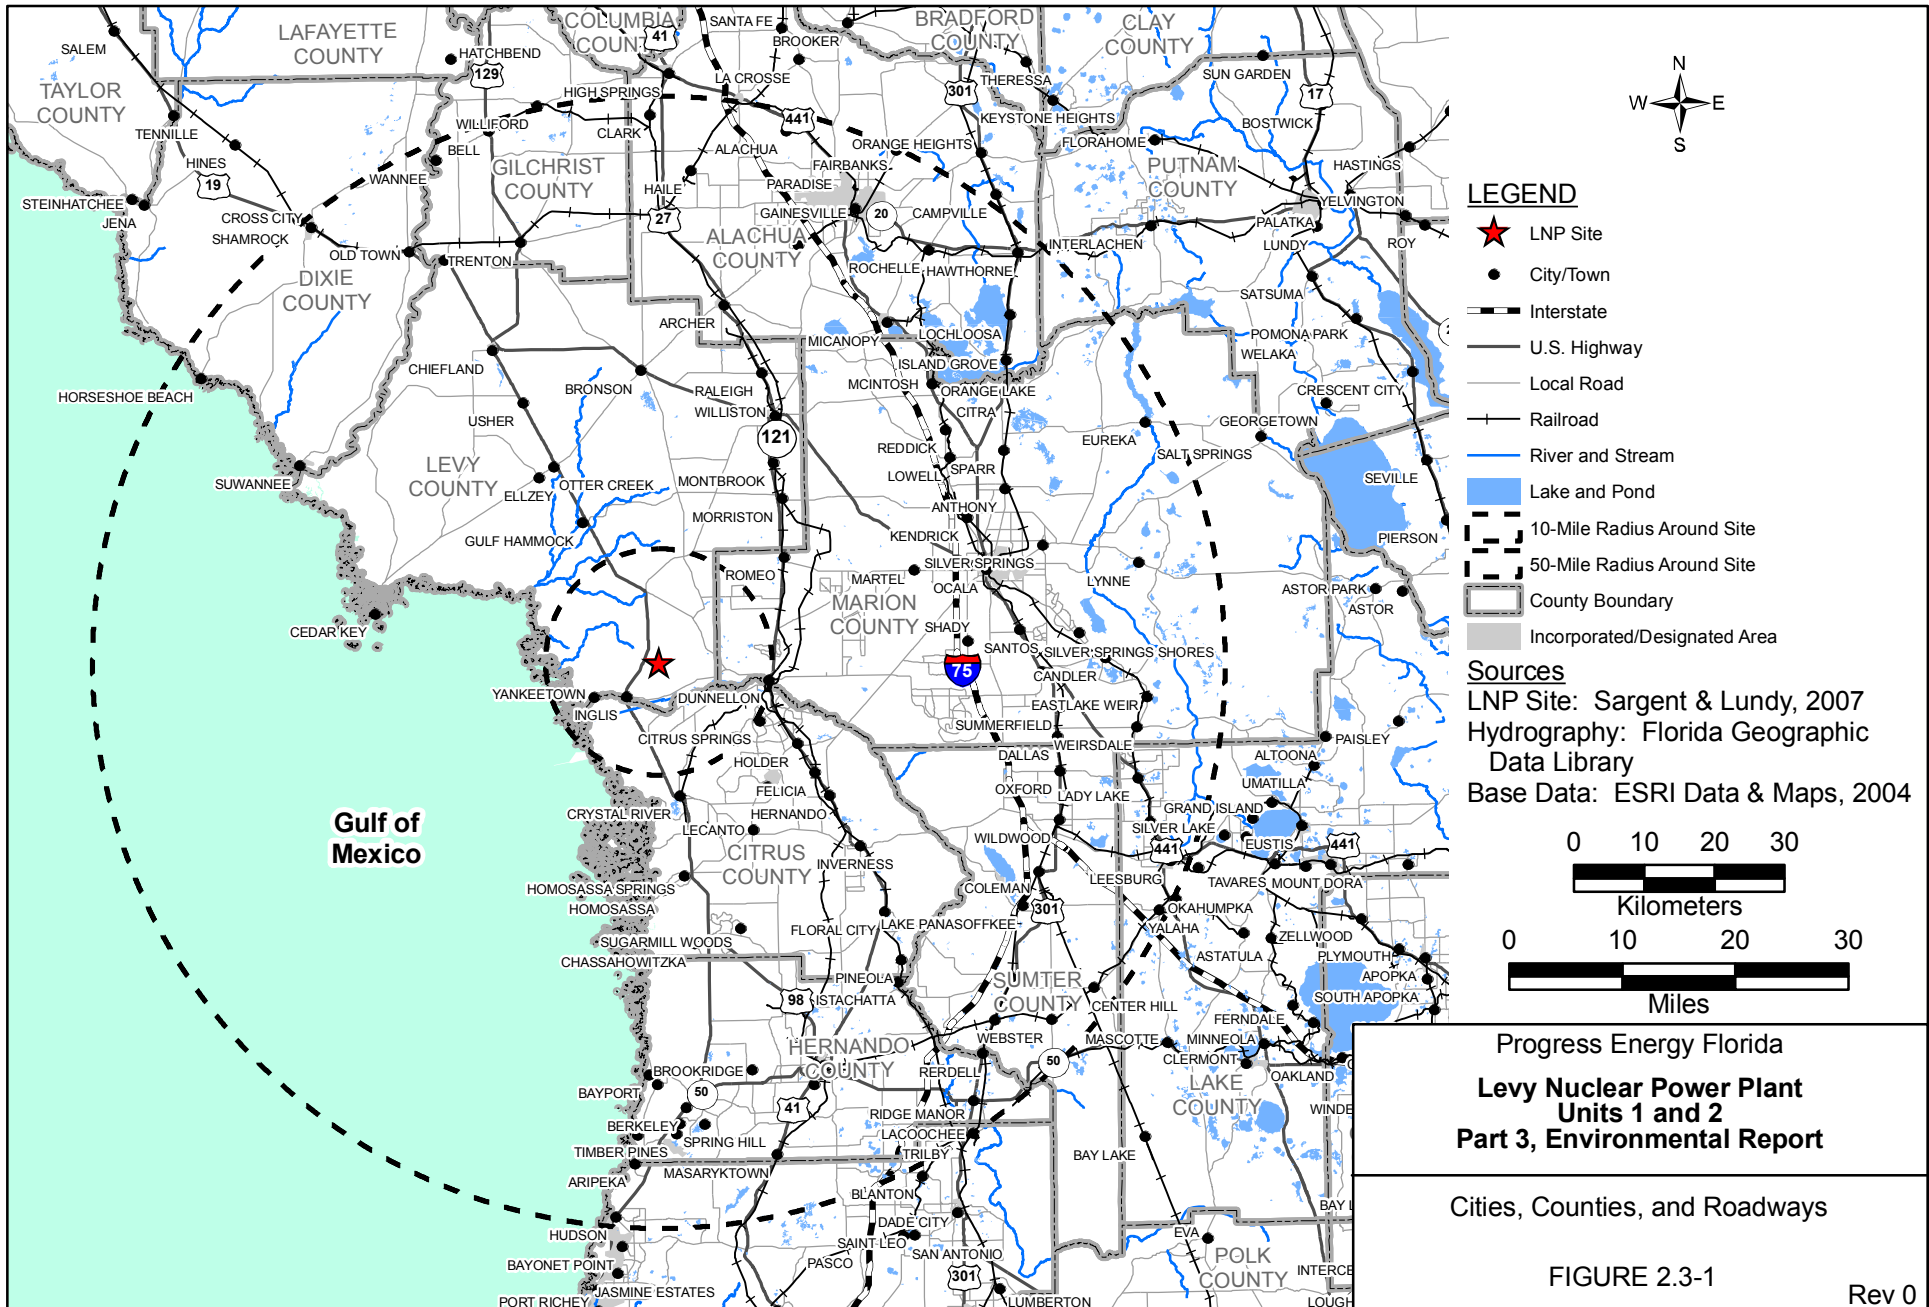 SALEM
LAFAYETTE
COUNTY
HATCHBEND
129
COLUMBIA
COUNT
41
SANTA FE
BROOKER
BRADFORD
COUNTY
CLAY
COUNTY
TAYLOR
COUNTY
TENNILLE
HINES
19
STEINHATCHEE
JENA
CROSS CITY
SHAMROCK
OLD TOWN
DIXIE
COUNTY
WANNEE
BELL
WILLIFORD
HIGH SPRINGS
CLARK
LA CROSSE
441
ALACHUA
GILCHRIST
COUNTY
HAILE
27
TRENTON
PARADISE
FAIRBANKS
ORANGE HEIGHTS
GAINESVILLE
20
CAMPVILLE
ALACHUA
COUNTY
ROCHELLE
HAWTHORNE
301
THERESSA
KEYSTONE HEIGHTS
SUN GARDEN
17
BOSTWICK
FLORAHOME
PUTNAM
COUNTY
HASTINGS
YELVINGTON
PALATKA
LUNDY
ROY
INTERLACHEN
SATSUMA
POMONA PARK
WELAKA
CRESCENT CITY
GEORGETOWN
SEVILLE
PIERSON
ASTOR PARK
ASTOR
ARCHER
MICANOPY
LOCHLOOSA
ISLAND GROVE
MCINTOSH
ORANGE LAKE
CITRA
HORSESHOE BEACH
CHIEFLAND
USHER
BRONSON
RALEIGH
WILLISTON
121
REDDICK
SPARR
LOWELL
EUREKA
SALT SPRINGS
SUWANNEE
LEVY
COUNTY
ELLZEY
OTTER CREEK
MONTBROOK
MORRISTON
GULF HAMMOCK
ANTHONY
KENDRICK
SILVER SPRINGS
OCALA
LYNNE
CEDAR KEY
ROMEO
MARTEL
MARION
COUNTY
SHADY
SANTOS
SILVER SPRINGS SHORES
75
CANDLER
EASTLAKE WEIR
YANKEETOWN
INGLIS
DUNNELLON
CITRUS SPRINGS
HOLDER
SUMMERFIELD
WEIRSDALE
DALLAS
PAISLEY
ALTOONA
UMATILLA
FELICIA
HERNANDO
OXFORD
LADY LAKE
GRAND ISLAND
SILVER LAKE
EUSTIS
441
441
Gulf of
Mexico
CRYSTAL RIVER
LECANTO
CITRUS
COUNTY
INVERNESS
WILDWOOD
COLEMAN
LEESBURG
TAVARES
MOUNT DORA
HOMOSASSA SPRINGS
HOMOSASSA
301
OKAHUMPKA
YALAHA
ZELLWOOD
SUGARMILL WOODS
FLORAL CITY
LAKE PANASOFFKEE
ASTATULA
PLYMOUTH
APOPKA
CHASSAHOWITZKA
PINEOLA
ISTACHATTA
98
SUMTER
COUNTY
CENTER HILL
SOUTH APOPKA
FERNDALE
HERNANDO
COUNTY
WEBSTER
50
MASCOTTE
MINNEOLA
CLERMONT
OAKLAND
BROOKRIDGE
BAYPORT
50
41
RERDELL
LAKE
COUNTY
WINDE
BERKELEY
SPRING HILL
RIDGE MANOR
LACOOCHEE
TIMBER PINES
MASARYKTOWN
TRILBY
BAY LAKE
ARIPEKA
BLANTON
DADE CITY
BAY L
HUDSON
SAINT LEO
SAN ANTONIO
EVA
BAYONET POINT
PASCO
301
POLK
COUNTY
INTERCE
JASMINE ESTATES
PORT RICHEY
LUMBERTON
LOUGH
N
W
E
S
LEGEND
LNP Site
City/Town
Interstate
U.S. Highway
Local Road
Railroad
River and Stream
Lake and Pond
10-Mile Radius Around Site
50-Mile Radius Around Site
County Boundary
Incorporated/Designated Area
Sources
LNP Site: Sargent & Lundy, 2007
Hydrography: Florida Geographic
Data Library
Base Data: ESRI Data & Maps, 2004
0 10 20 30
Kilometers
0 10 20 30
Miles
Progress Energy Florida
Levy Nuclear Power Plant
Units 1 and 2
Part 3, Environmental Report
Cities, Counties, and Roadways
FIGURE 2.3-1
Rev 0